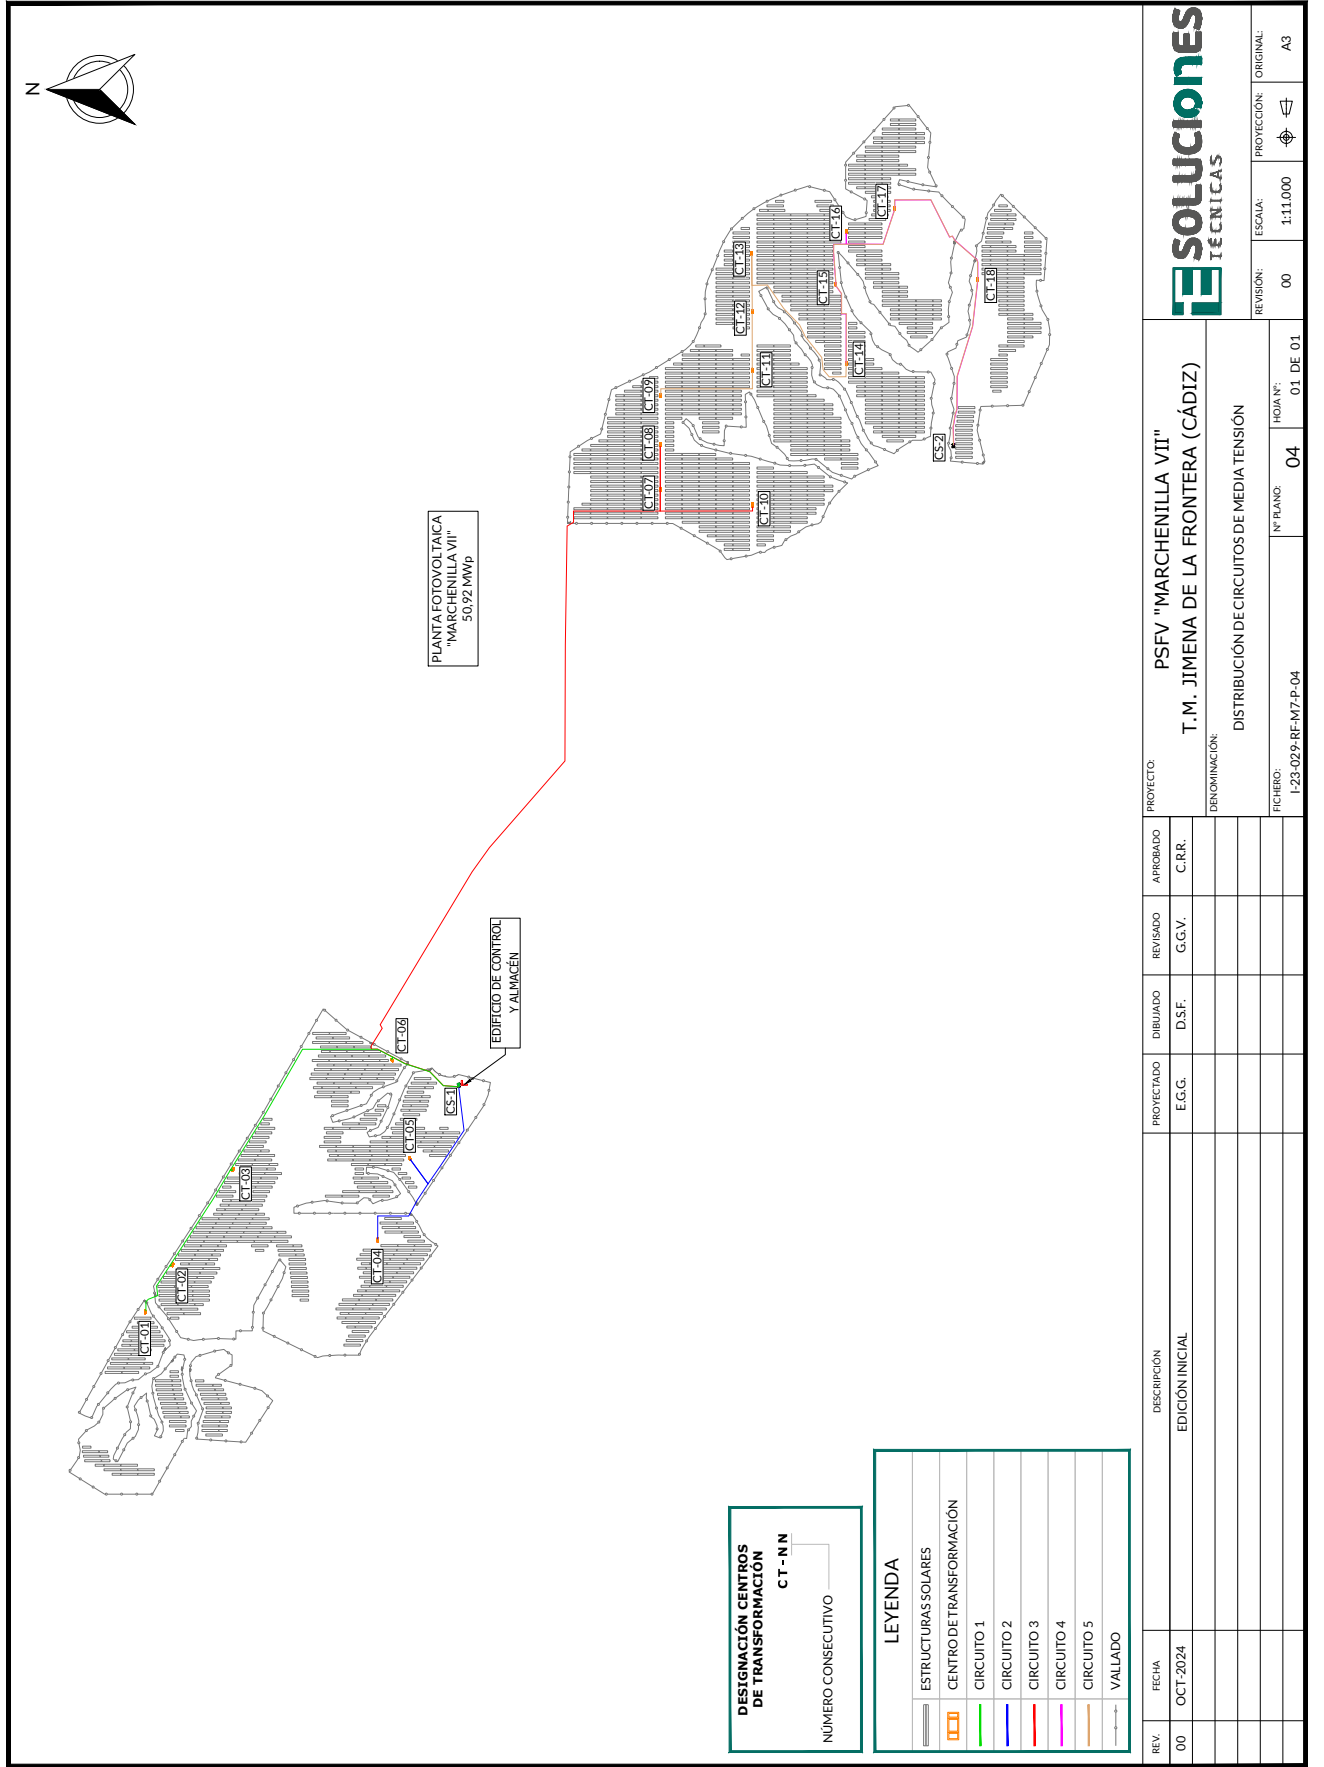 N
PLANTA FOTOVOLTAICA
"MARCHENILLA VII"
50,92 MWp
EDIFICIO DE CONTROL
Y ALMACÉN
CT-01
CT-02
CT-03
CT-04
CT-05
CT-06
CS-1
CT-07
CT-08
CT-09
CT-10
CT-11
CT-12
CT-13
CT-14
CT-15
CT-16
CT-17
CT-18
CS-2
DESIGNACIÓN CENTROS
DE TRANSFORMACIÓN
CT-NN
NÚMERO CONSECUTIVO
LEYENDA
ESTRUCTURAS SOLARES
CENTRO DE TRANSFORMACIÓN
CIRCUITO 1
CIRCUITO 2
CIRCUITO 3
CIRCUITO 4
CIRCUITO 5
VALLADO
REV.
FECHA
DESCRIPCIÓN
PROYECTADO
DIBUJADO
REVISADO
APROBADO
00
OCT-2024
EDICIÓN INICIAL
E.G.G.
D.S.F.
G.G.V.
C.R.R.
PROYECTO:
PSFV "MARCHENILLA VII"
T.M. JIMENA DE LA FRONTERA (CÁDIZ)
DENOMINACIÓN:
DISTRIBUCIÓN DE CIRCUITOS DE MEDIA TENSIÓN
FICHERO:
I-23-029-RF-M7-P-04
Nº PLANO:
04
HOJA Nº:
01 DE 01
SOLUCIONES
TÉCNICAS
REVISIÓN:
00
ESCALA:
1:11.000
PROYECCIÓN:
ORIGINAL:
A3